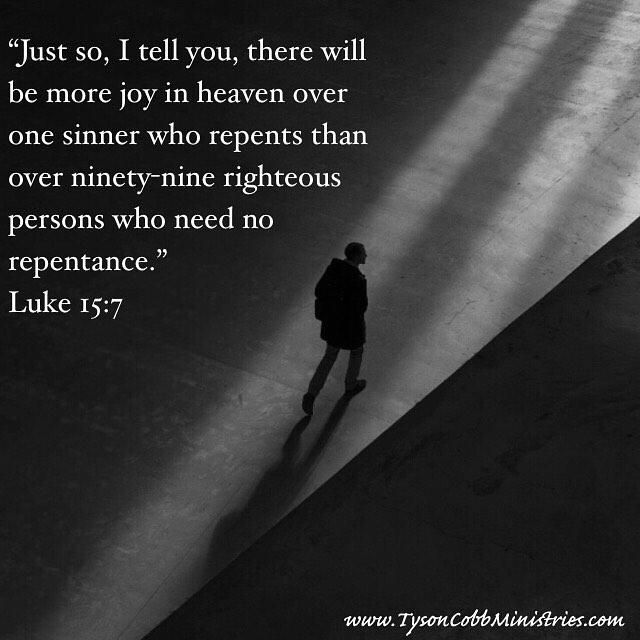 “Just so, I tell you, there will
be more joy in heaven over
one sinner who repents than
over ninety-nine righteous
persons who need no
repentance.”
Luke 15:7
www.TysonCobbMinistries.com